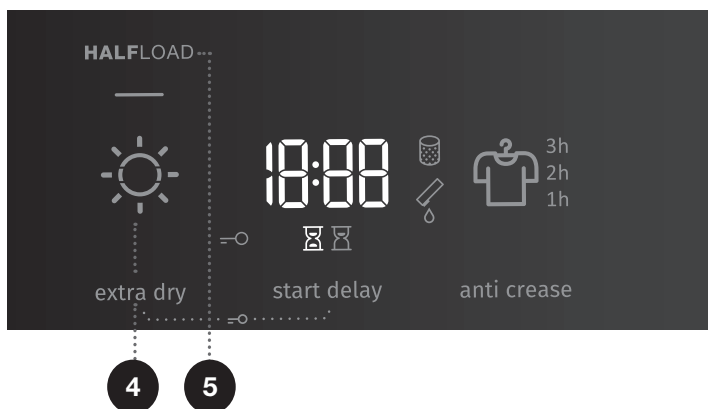 HALFLOAD
18:88
3h
2h
1h
extra dry
start delay
anti crease
4
5